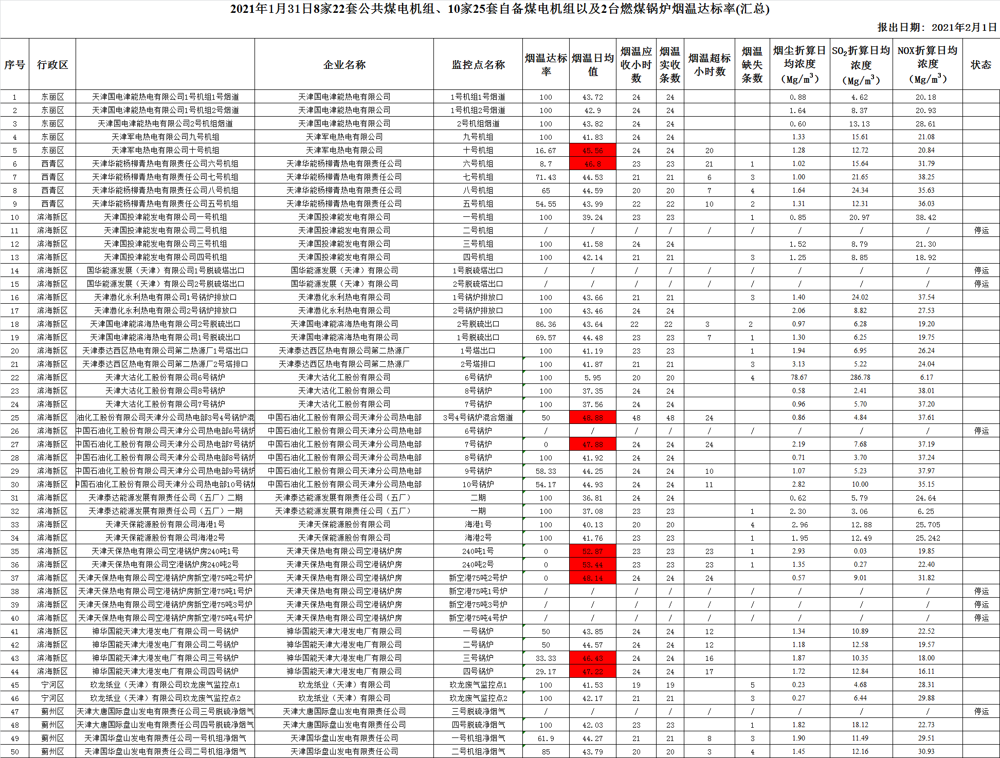 2021年1月31日8家22套公共煤电机组、10家25套自备煤电机组以及2台燃煤锅炉烟温达标率(汇总)
报出日期: 2021年2月1日
序号 行政区 企业名称 监控点名称 烟温达标率 烟温日均值 烟温应收小时数 烟温实收条数 烟温超标小时数 烟温缺失条数 烟尘折算日均浓度（Mg/m³） SO₂折算日均浓度（Mg/m³） NOX折算日均浓度（Mg/m³） 状态
1 东丽区 天津国电津能热电有限公司1号机组1号烟道 天津国电津能热电有限公司 1号机组1号烟道 100 43.72 24 24 0.88 4.62 20.18
2 东丽区 天津国电津能热电有限公司1号机组2号烟道 天津国电津能热电有限公司 1号机组2号烟道 100 42.9 24 24 1.64 8.37 20.93
3 东丽区 天津国电津能热电有限公司2号机组烟道 天津国电津能热电有限公司 2号机组烟道 100 43.82 24 24 0.60 13.13 28.61
4 东丽区 天津军电热电有限公司九号机组 天津军电热电有限公司 九号机组 100 41.83 24 24 1.33 15.61 21.08
5 东丽区 天津军电热电有限公司十号机组 天津军电热电有限公司 十号机组 16.67 45.56 24 24 20 1.28 12.72 20.84
6 西青区 天津华能杨柳青热电有限责任公司六号机组 天津华能杨柳青热电有限责任公司 六号机组 8.7 46.8 23 23 21 1 1.02 15.64 31.79
7 西青区 天津华能杨柳青热电有限责任公司七号机组 天津华能杨柳青热电有限责任公司 七号机组 71.43 44.53 21 21 6 3 1.00 21.65 38.25
8 西青区 天津华能杨柳青热电有限责任公司八号机组 天津华能杨柳青热电有限责任公司 八号机组 65 44.59 20 20 7 4 1.64 24.34 35.63
9 西青区 天津华能杨柳青热电有限责任公司五号机组 天津华能杨柳青热电有限责任公司 五号机组 54.55 43.99 22 22 10 2 1.31 12.31 36.03
10 滨海新区 天津国投津能发电有限公司一号机组 天津国投津能发电有限公司 一号机组 100 39.24 23 23 1 0.85 20.97 38.42
11 滨海新区 天津国投津能发电有限公司二号机组 天津国投津能发电有限公司 二号机组 / / / / / / / / / 停运
12 滨海新区 天津国投津能发电有限公司三号机组 天津国投津能发电有限公司 三号机组 100 41.58 24 24 1.52 8.79 21.30
13 滨海新区 天津国投津能发电有限公司四号机组 天津国投津能发电有限公司 四号机组 100 42.14 21 21 3 1.25 8.85 18.92
14 滨海新区 国华能源发展（天津）有限公司1号脱硫塔出口 国华能源发展（天津）有限公司 1号脱硫塔出口 / / / / / / / / / 停运
15 滨海新区 国华能源发展（天津）有限公司2号脱硫塔出口 国华能源发展（天津）有限公司 2号脱硫塔出口 / / / / / / / / / 停运
16 滨海新区 天津渤化永利热电有限公司1号锅炉排放口 天津渤化永利热电有限公司 1号锅炉排放口 100 43.66 21 21 3 1.40 24.02 37.54
17 滨海新区 天津渤化永利热电有限公司2号锅炉排放口 天津渤化永利热电有限公司 2号锅炉排放口 100 43.46 24 24 2.06 8.82 27.53
18 滨海新区 天津国电津能滨海热电有限公司2号脱硫出口 天津国电津能滨海热电有限公司 2号脱硫出口 86.36 43.64 22 22 3 2 0.97 6.28 19.20
19 滨海新区 天津国电津能滨海热电有限公司1号脱硫出口 天津国电津能滨海热电有限公司 1号脱硫出口 69.57 44.48 23 23 7 1 1.30 6.25 19.75
20 滨海新区 天津泰达西区热电有限公司第二热源厂1号塔出口 天津泰达西区热电有限公司第二热源厂 1号塔出口 100 41.19 23 23 1 1.94 6.95 26.24
21 滨海新区 天津泰达西区热电有限公司第二热源厂2号塔排口 天津泰达西区热电有限公司第二热源厂 2号塔排口 100 41.87 21 21 3 3.13 5.22 24.04
22 滨海新区 天津大沽化工股份有限公司6号锅炉 天津大沽化工股份有限公司 6号锅炉 100 5.95 20 20 4 78.67 286.78 6.17
23 滨海新区 天津大沽化工股份有限公司8号锅炉 天津大沽化工股份有限公司 8号锅炉 100 37.35 24 24 0.58 2.41 38.01
24 滨海新区 天津大沽化工股份有限公司7号锅炉 天津大沽化工股份有限公司 7号锅炉 100 37.56 24 24 0.96 5.70 37.20
25 滨海新区 油化工股份有限公司天津分公司热电部3号4号锅炉混 中国石油化工股份有限公司天津分公司热电部 3号4号锅炉混合烟道 50 48.88 48 48 24 0.86 4.84 37.61
26 滨海新区 中国石油化工股份有限公司天津分公司热电部6号锅炉 中国石油化工股份有限公司天津分公司热电部 6号锅炉 / / / / / / / / / 停运
27 滨海新区 中国石油化工股份有限公司天津分公司热电部7号锅炉 中国石油化工股份有限公司天津分公司热电部 7号锅炉 0 47.88 24 24 24 2.19 7.68 37.19
28 滨海新区 中国石油化工股份有限公司天津分公司热电部8号锅炉 中国石油化工股份有限公司天津分公司热电部 8号锅炉 100 41.92 24 24 0.71 3.70 37.24
29 滨海新区 中国石油化工股份有限公司天津分公司热电部9号锅炉 中国石油化工股份有限公司天津分公司热电部 9号锅炉 58.33 44.25 24 24 10 1.07 5.23 37.97
30 滨海新区 中国石油化工股份有限公司天津分公司热电部10号锅炉 中国石油化工股份有限公司天津分公司热电部 10号锅炉 54.17 44.93 24 24 11 2.82 10.00 35.15
31 滨海新区 天津泰达能源发展有限责任公司（五厂）二期 天津泰达能源发展有限责任公司（五厂） 二期 100 36.81 24 24 0.62 5.79 24.64
32 滨海新区 天津泰达能源发展有限责任公司（五厂）一期 天津泰达能源发展有限责任公司（五厂） 一期 100 37.08 23 23 1 2.30 3.06 6.25
33 滨海新区 天津天保能源股份有限公司海港1号 天津天保能源股份有限公司 海港1号 100 40.13 20 20 4 2.96 12.88 25.705
34 滨海新区 天津天保能源股份有限公司海港2号 天津天保能源股份有限公司 海港2号 100 41.76 23 23 1 1.95 12.49 25.242
35 滨海新区 天津天保热电有限公司空港锅炉房240吨1号 天津天保热电有限公司空港锅炉房 240吨1号 0 52.87 23 23 23 1 2.93 0.03 19.85
36 滨海新区 天津天保热电有限公司空港锅炉房240吨2号 天津天保热电有限公司空港锅炉房 240吨2号 0 53.44 23 23 23 1 1.35 0.27 22.40
37 滨海新区 天津天保热电有限公司空港锅炉房新空港75吨2号炉 天津天保热电有限公司空港锅炉房 新空港75吨2号炉 0 48.14 24 24 24 0.57 9.01 31.82
38 滨海新区 天津天保热电有限公司空港锅炉房新空港75吨1号炉 天津天保热电有限公司空港锅炉房 新空港75吨1号炉 / / / / / / / / / 停运
39 滨海新区 天津天保热电有限公司空港锅炉房新空港75吨3号炉 天津天保热电有限公司空港锅炉房 新空港75吨3号炉 / / / / / / / / / 停运
40 滨海新区 天津天保热电有限公司空港锅炉房新空港75吨4号炉 天津天保热电有限公司空港锅炉房 新空港75吨4号炉 / / / / / / / / / 停运
41 滨海新区 神华国能天津大港发电厂有限公司一号锅炉 神华国能天津大港发电厂有限公司 一号锅炉 50 43.85 24 24 12 1.34 10.89 22.52
42 滨海新区 神华国能天津大港发电厂有限公司二号锅炉 神华国能天津大港发电厂有限公司 二号锅炉 50 44.57 24 24 12 1.18 12.58 19.57
43 滨海新区 神华国能天津大港发电厂有限公司三号锅炉 神华国能天津大港发电厂有限公司 三号锅炉 33.33 46.43 24 24 16 1.87 10.35 18.00
44 滨海新区 神华国能天津大港发电厂有限公司四号锅炉 神华国能天津大港发电厂有限公司 四号锅炉 29.17 47.22 24 24 17 1.72 12.84 16.11
45 宁河区 玖龙纸业（天津）有限公司玖龙废气监控点1 玖龙纸业（天津）有限公司 玖龙废气监控点1 100 41.53 19 19 5 0.23 4.68 28.31
46 宁河区 玖龙纸业（天津）有限公司玖龙废气监控点2 玖龙纸业（天津）有限公司 玖龙废气监控点2 100 42.17 21 21 3 0.27 6.44 29.88
47 蓟州区 天津大唐国际盘山发电有限责任公司三号脱硫净烟气 天津大唐国际盘山发电有限责任公司 三号脱硫净烟气 / / / / / / / / / 停运
48 蓟州区 天津大唐国际盘山发电有限责任公司四号脱硫净烟气 天津大唐国际盘山发电有限责任公司 四号脱硫净烟气 100 42.03 23 23 1 1.82 18.12 22.73
49 蓟州区 天津国华盘山发电有限责任公司一号机组净烟气 天津国华盘山发电有限责任公司 一号机组净烟气 61.9 44.27 21 21 8 3 1.90 11.49 29.51
50 蓟州区 天津国华盘山发电有限责任公司二号机组净烟气 天津国华盘山发电有限责任公司 二号机组净烟气 85 43.79 20 20 3 4 1.45 12.16 30.93